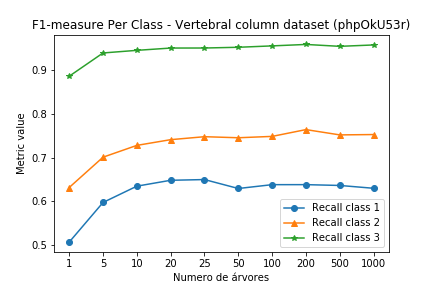 F1-measure Per Class - Vertebral column dataset (phpOkU53r)
Metric value
0.9
0.8
0.7
0.6
0.5
Recall class 1
Recall class 2
Recall class 3
1 5 10 20 25 50 100 200 500 1000
Numero de árvores